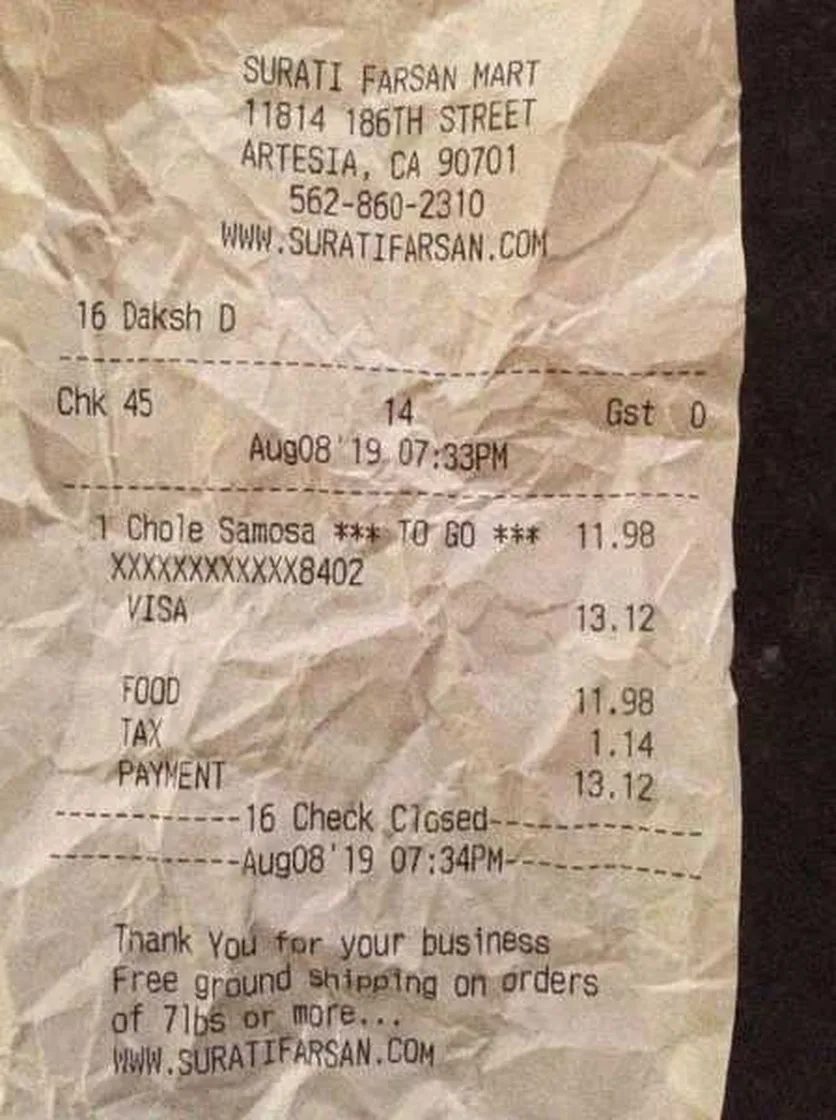 SURATI FARSAN MART
11814 186TH STREET
ARTESIA, CA 90701
562-860-2310
WWW.SURATIFARSAN.COM
16 Daksh D
--------------------------------
Chk 45 14 Gst 0
Aug08'19 07:33PM
--------------------------------
1 Chole Samosa *** TO GO *** 11.98
XXXXXXXXXXXX8402
VISA 13.12
FOOD 11.98
TAX 1.14
PAYMENT 13.12
-----------16 Check Closed-------------
-----------Aug08'19 07:34PM------------
Thank You for your business
Free ground shipping on orders
of 7lbs or more...
WWW.SURATIFARSAN.COM